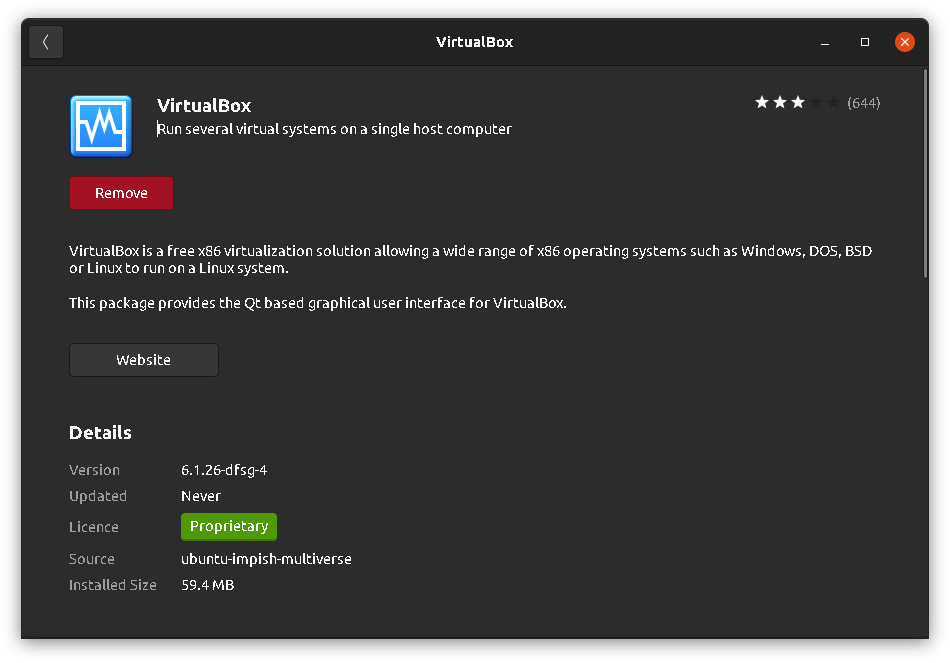 VirtualBox
VirtualBox
(644)
Run several virtual systems on a single host computer
Remove
VirtualBox is a free x86 virtualization solution allowing a wide range of x86 operating systems such as Windows, DOS, BSD
or Linux to run on a Linux system.
This package provides the Qt based graphical user interface for VirtualBox.
Website
Details
Version 6.1.26-dfsg-4
Updated Never
Licence Proprietary
Source ubuntu-impish-multiverse
Installed Size 59.4 MB